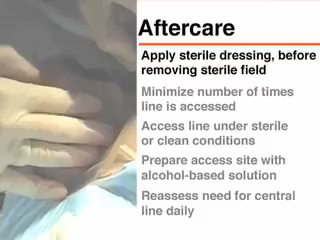 Aftercare
Apply sterile dressing, before
removing sterile field
Minimize number of times
line is accessed
Access line under sterile
or clean conditions
Prepare access site with
alcohol-based solution
Reassess need for central
line daily